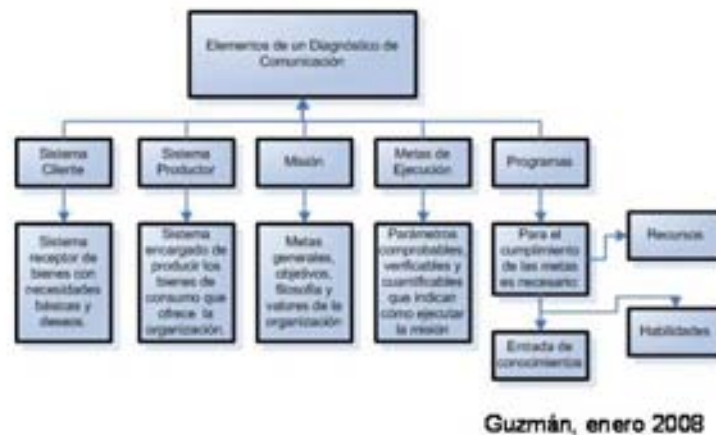 Elementos de un Diagnóstico de
Comunicación
Sistema
Cliente
Sistema
Productor
Misión
Metas de
Ejecución
Programas
Sistema
receptor de
bienes con
necesidades
básicas y
deseos.
Sistema
encargado de
producir los
bienes de
consumo que
ofrece la
organización.
Metas
generales,
objetivos,
filosofía y
valores de la
organización
Parámetros
comprobables,
verificables y
cuantificables
que indican
cómo ejecutar
la misión
Para el
cumplimiento
de las metas
es necesario:
Recursos
Habilidades
Entrada de
conocimientos
Guzmán, enero 2008